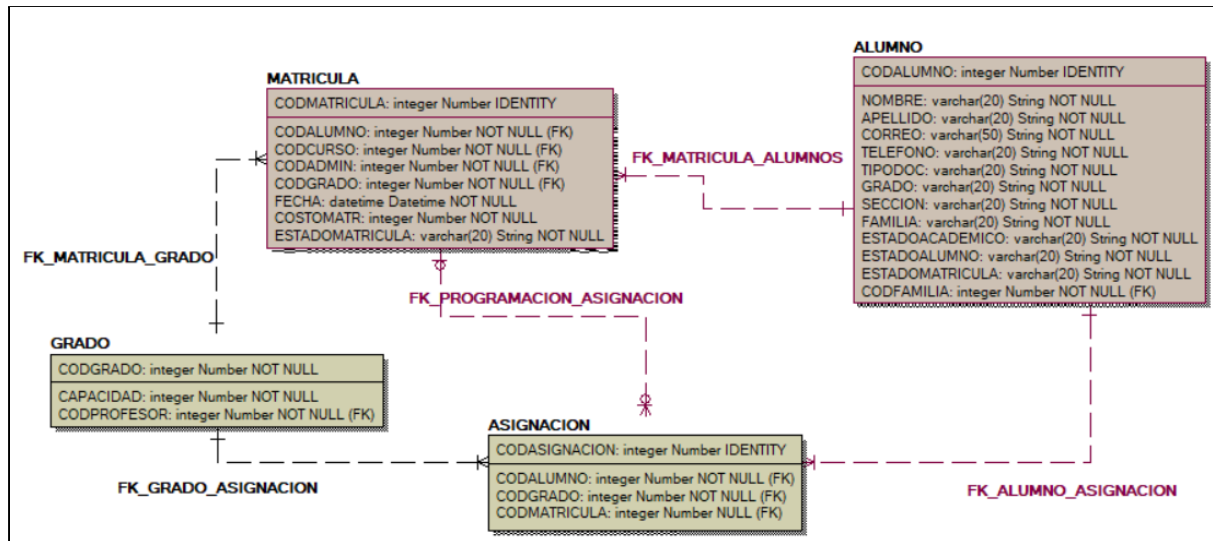 ALUMNO
CODALUMNO: integer Number IDENTITY
NOMBRE: varchar(20) String NOT NULL
APELLIDO: varchar(20) String NOT NULL
CORREO: varchar(50) String NOT NULL
TELEFONO: varchar(20) String NOT NULL
TIPODOC: varchar(20) String NOT NULL
GRADO: varchar(20) String NOT NULL
SECCION: varchar(20) String NOT NULL
FAMILIA: varchar(20) String NOT NULL
ESTADOACADEMICO: varchar(20) String NOT NULL
ESTADOALUMNO: varchar(20) String NOT NULL
ESTADOMATRICULA: varchar(20) String NOT NULL
CODFAMILIA: integer Number NOT NULL (FK)
MATRICULA
CODMATRICULA: integer Number IDENTITY
CODALUMNO: integer Number NOT NULL (FK)
CODCURSO: integer Number NOT NULL (FK)
CODADMIN: integer Number NOT NULL (FK)
CODGRADO: integer Number NOT NULL (FK)
FECHA: datetime Datetime NOT NULL
COSTOMATR: integer Number NOT NULL
ESTADOMATRICULA: varchar(20) String NOT NULL
FK_MATRICULA_ALUMNOS
FK_MATRICULA_GRADO
FK_PROGRAMACION_ASIGNACION
GRADO
CODGRADO: integer Number NOT NULL
CAPACIDAD: integer Number NOT NULL
CODPROFESOR: integer Number NOT NULL (FK)
ASIGNACION
CODASIGNACION: integer Number IDENTITY
CODALUMNO: integer Number NOT NULL (FK)
CODGRADO: integer Number NOT NULL (FK)
CODMATRICULA: integer Number NULL (FK)
FK_GRADO_ASIGNACION
FK_ALUMNO_ASIGNACION